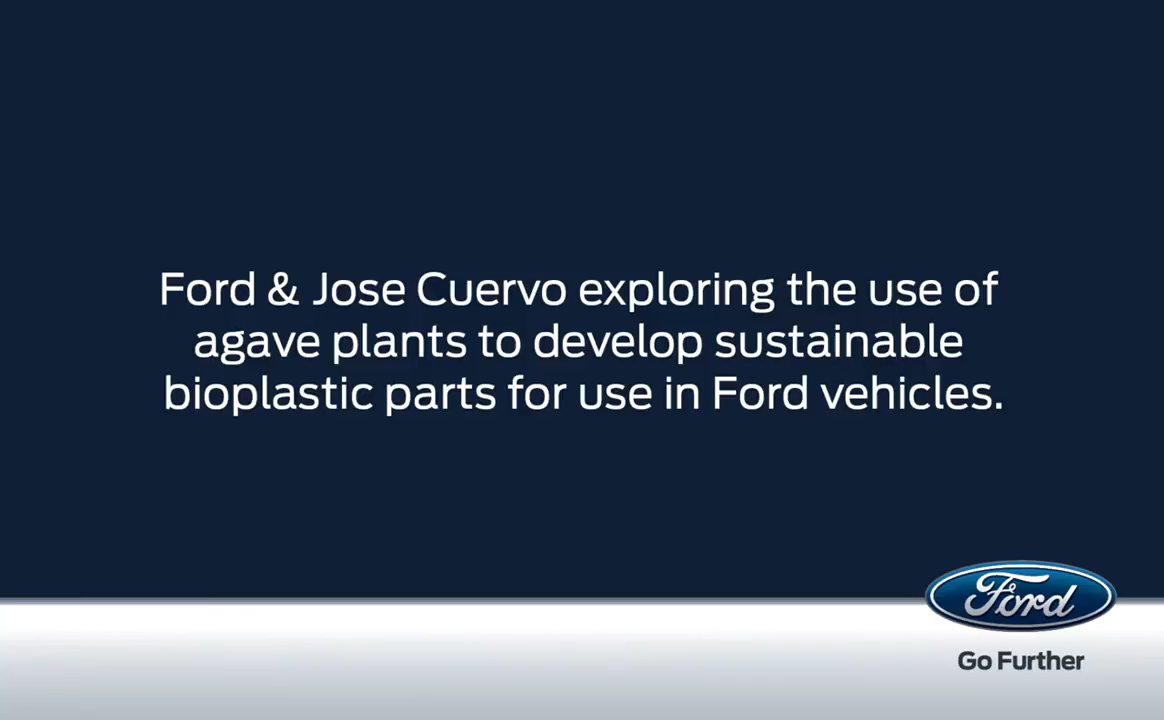 Ford & Jose Cuervo exploring the use of
agave plants to develop sustainable
bioplastic parts for use in Ford vehicles.
Ford
Go Further